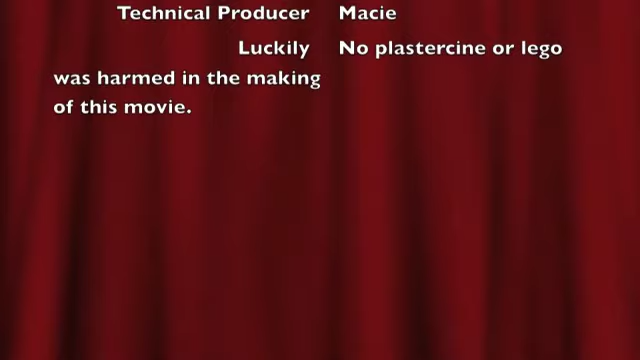 Technical Producer Macie
Luckily No plastercine or lego
was harmed in the making
of this movie.